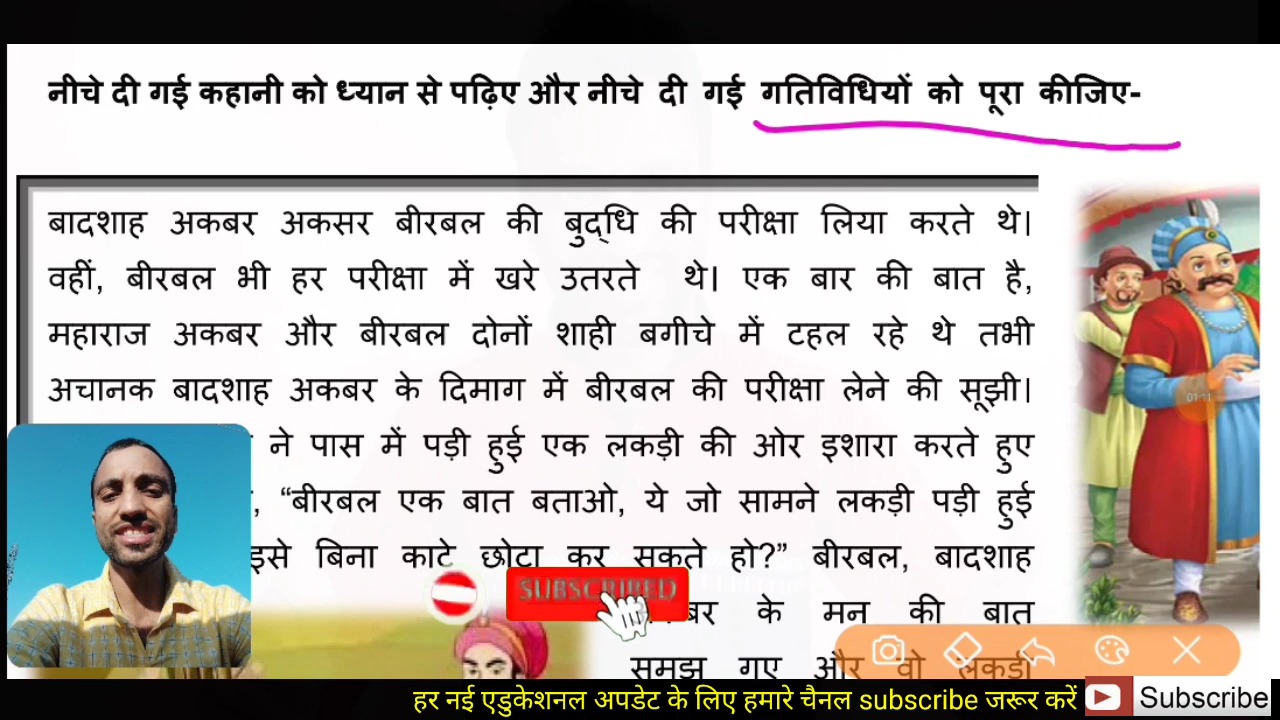 नीचे दी गई कहानी को ध्यान से पढ़िए और नीचे दी गई गतिविधियों को पूरा कीजिए-
बादशाह अकबर अकसर बीरबल की बुद्धि की परीक्षा लिया करते थे।
वहीं, बीरबल भी हर परीक्षा में खरे उतरते थे। एक बार की बात है,
महाराज अकबर और बीरबल दोनों शाही बगीचे में टहल रहे थे तभी
अचानक बादशाह अकबर के दिमाग में बीरबल की परीक्षा लेने की सूझी।
ने पास में पड़ी हुई एक लकड़ी की ओर इशारा करते हुए
, “बीरबल एक बात बताओ, ये जो सामने लकड़ी पड़ी हुई
इसे बिना काटे छोटा कर सकते हो?” बीरबल, बादशाह
के मन की बात
समझ गए और वो लकड़ी
01:11
SUBSCRIBED
हर नई एडुकेशनल अपडेट के लिए हमारे चैनल subscribe जरूर करें
Subscribe